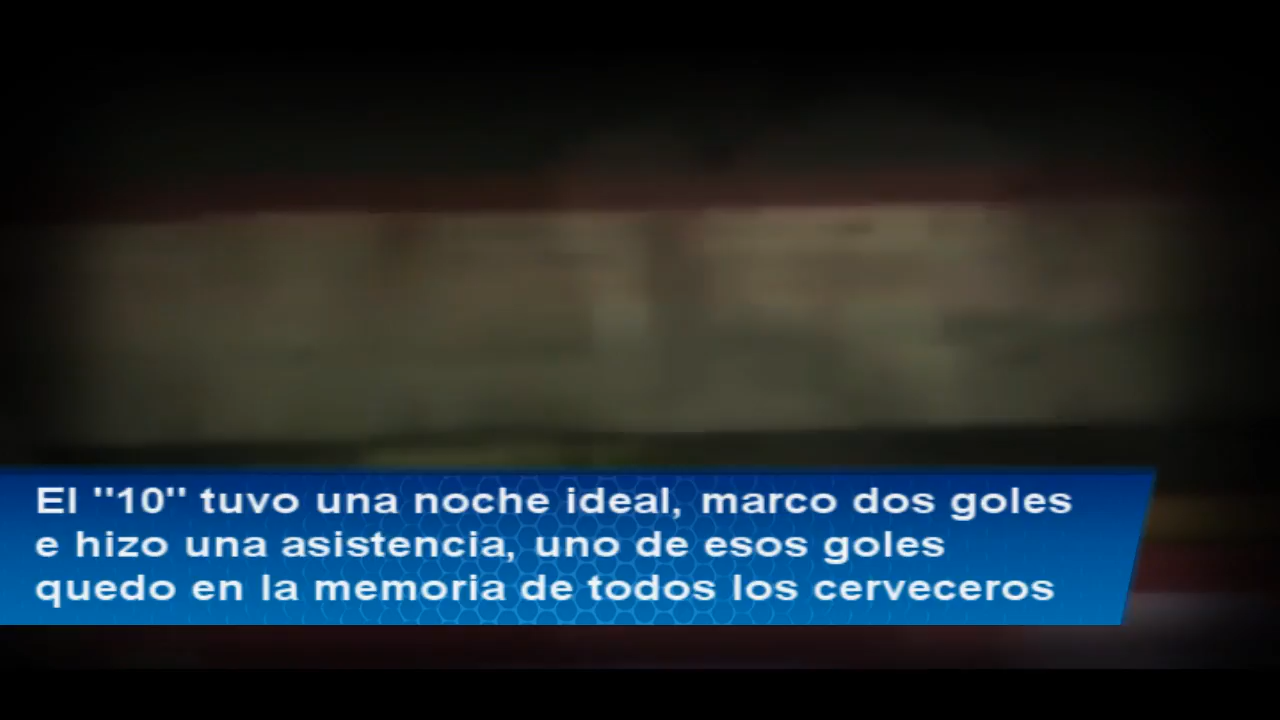 El "10" tuvo una noche ideal, marco dos goles
e hizo una asistencia, uno de esos goles
quedo en la memoria de todos los cerveceros